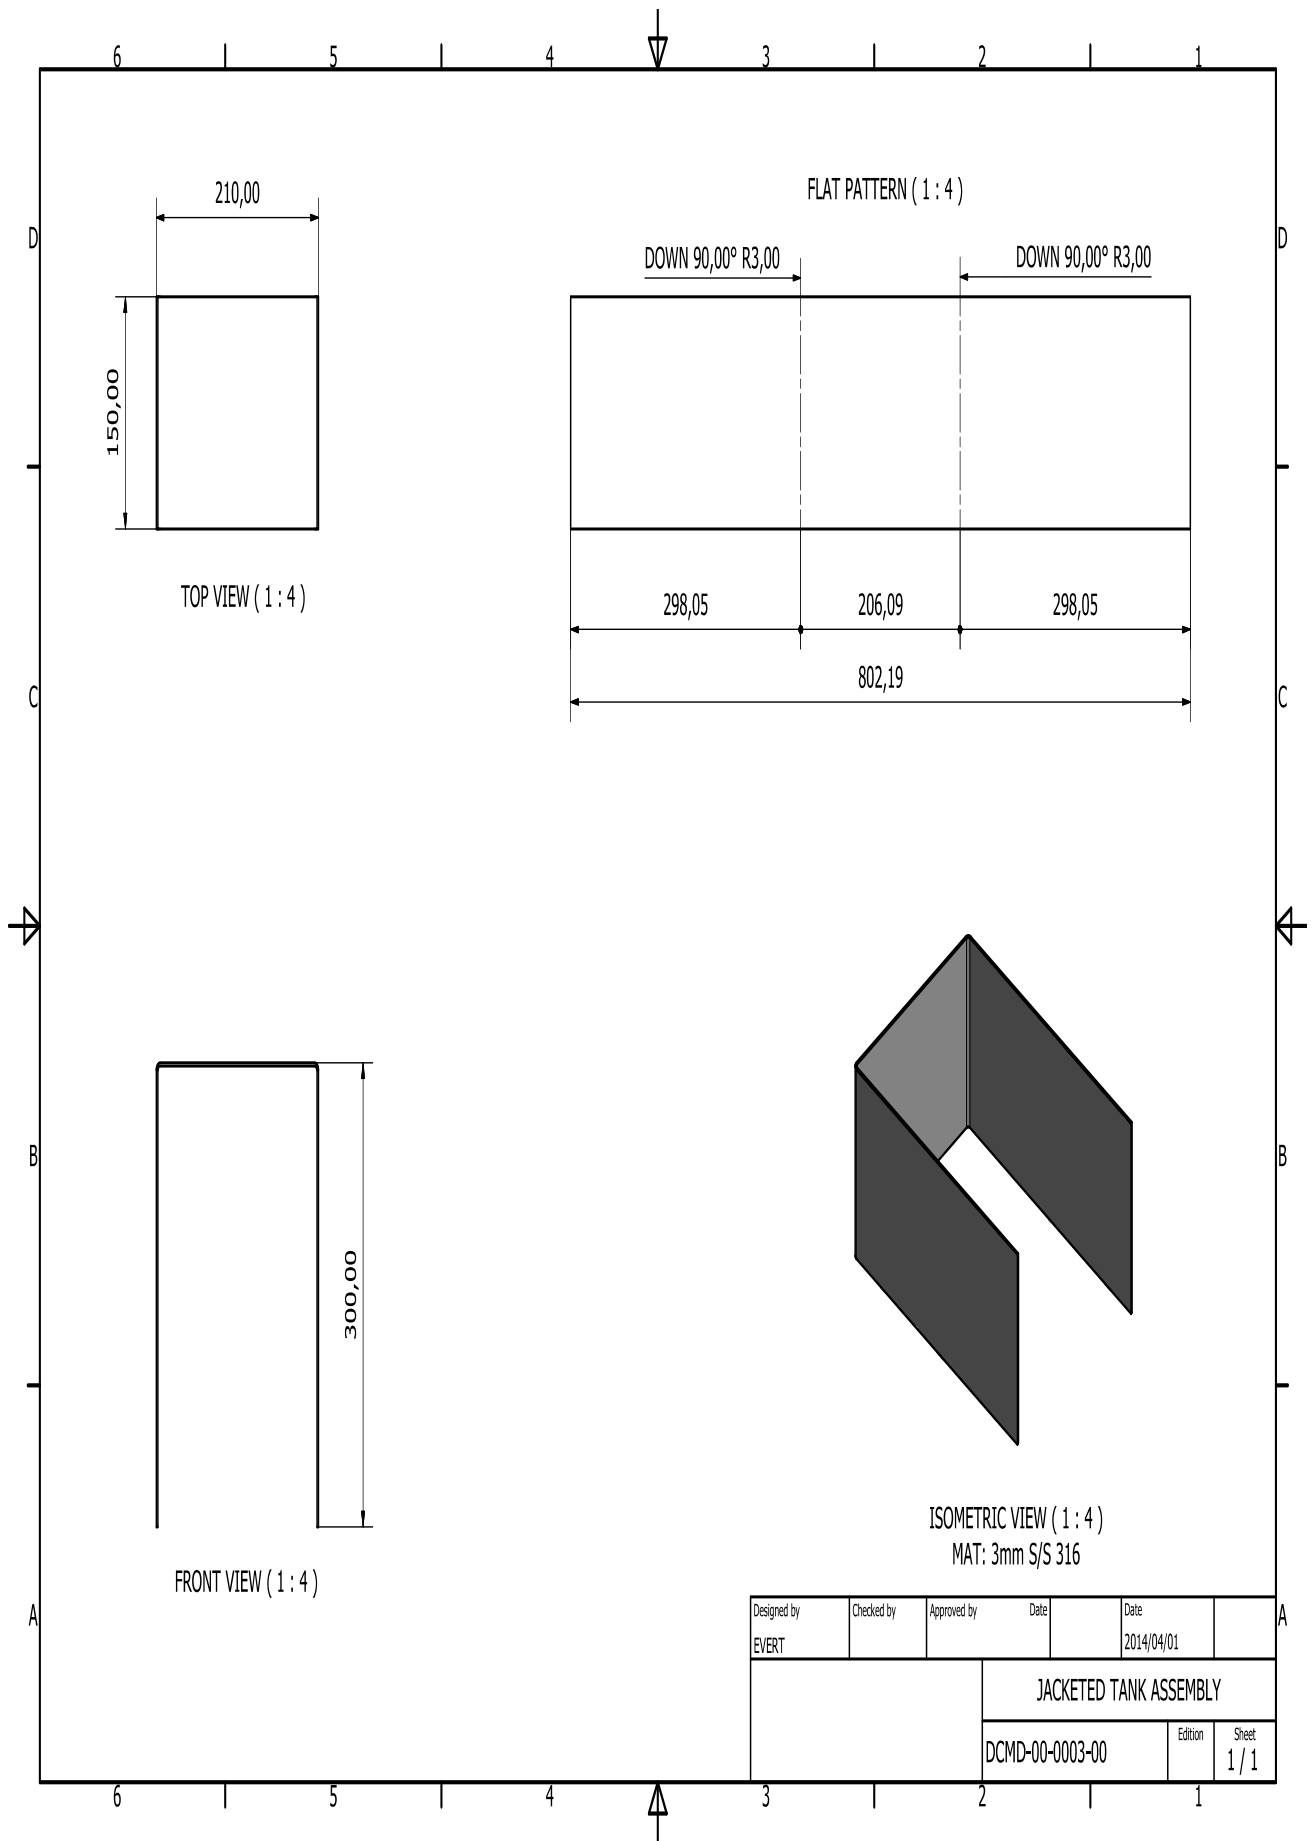 6 5 4 3 2 1
210,00
FLAT PATTERN ( 1 : 4 )
D
D
DOWN 90,00° R3,00
DOWN 90,00° R3,00
150,00
TOP VIEW ( 1 : 4 )
298,05
206,09
298,05
802,19
C
C
B
B
300,00
ISOMETRIC VIEW ( 1 : 4 )
MAT: 3mm S/S 316
FRONT VIEW ( 1 : 4 )
A
A
Designed by
Checked by
Approved by
Date
Date
EVERT
2014/04/01
JACKETED TANK ASSEMBLY
DCMD-00-0003-00
Edition
Sheet
1 / 1
6 5 4 3 2 1